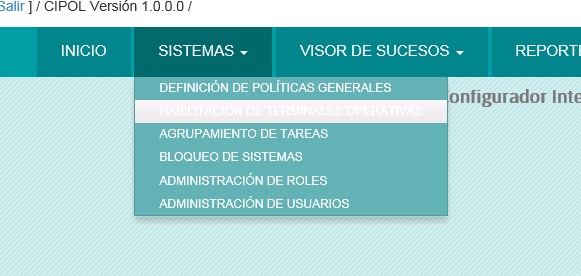 Salir ] / CIPOL Versión 1.0.0.0 /
INICIO SISTEMAS VISOR DE SUCESOS REPORTE
DEFINICIÓN DE POLÍTICAS GENERALES
onfigurador Inte
HABILITACIÓN DE TERMINALES OPERATIVAS
AGRUPAMIENTO DE TAREAS
BLOQUEO DE SISTEMAS
ADMINISTRACIÓN DE ROLES
ADMINISTRACIÓN DE USUARIOS